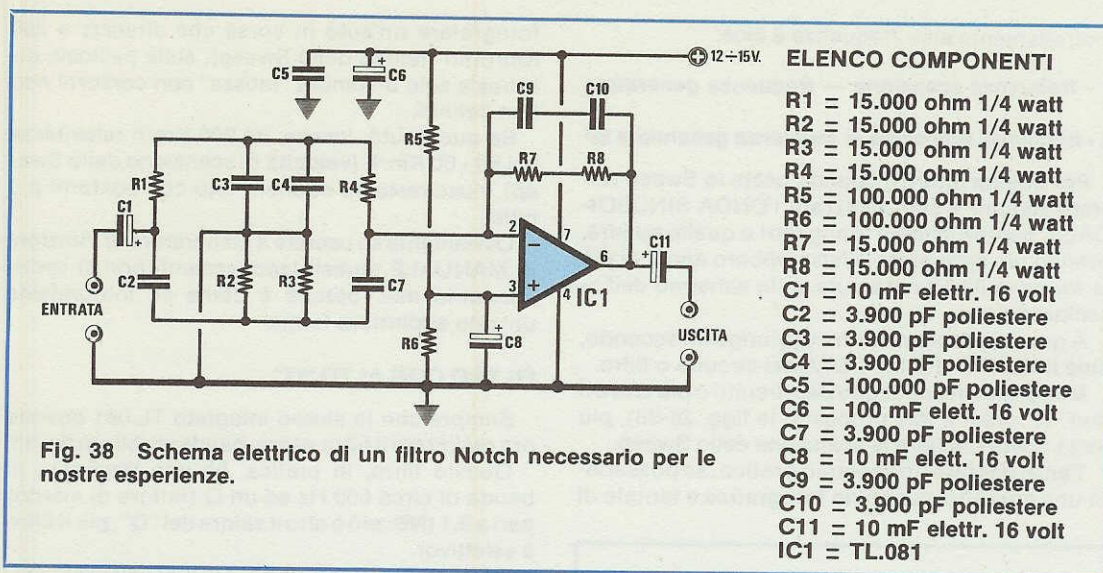 C5
C6
12÷15V.
C9
C10
R5
R7
R8
R1
C3
C4
R4
C1
2
7
6
C11
3
4
IC1
C2
R2
R3
C7
ENTRATA
R6
C8
USCITA
Fig. 38 Schema elettrico di un filtro Notch necessario per le
nostre esperienze.
ELENCO COMPONENTI
R1 = 15.000 ohm 1/4 watt
R2 = 15.000 ohm 1/4 watt
R3 = 15.000 ohm 1/4 watt
R4 = 15.000 ohm 1/4 watt
R5 = 100.000 ohm 1/4 watt
R6 = 100.000 ohm 1/4 watt
R7 = 15.000 ohm 1/4 watt
R8 = 15.000 ohm 1/4 watt
C1 = 10 mF elettr. 16 volt
C2 = 3.900 pF poliestere
C3 = 3.900 pF poliestere
C4 = 3.900 pF poliestere
C5 = 100.000 pF poliestere
C6 = 100 mF elett. 16 volt
C7 = 3.900 pF poliestere
C8 = 10 mF elett. 16 volt
C9 = 3.900 pF poliestere
C10 = 3.900 pF poliestere
C11 = 10 mF elettr. 16 volt
IC1 = TL.081